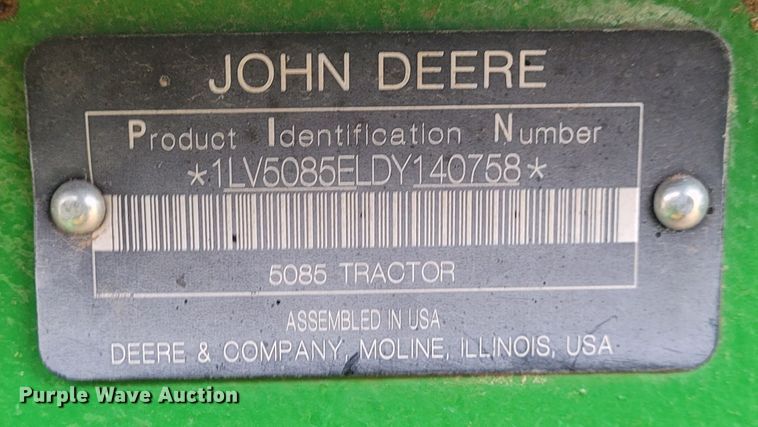 JOHN DEERE
Product Identification Number
*1LV5085ELDY140758*
5085 TRACTOR
ASSEMBLED IN USA
DEERE & COMPANY, MOLINE, ILLINOIS, USA
Purple Wave Auction